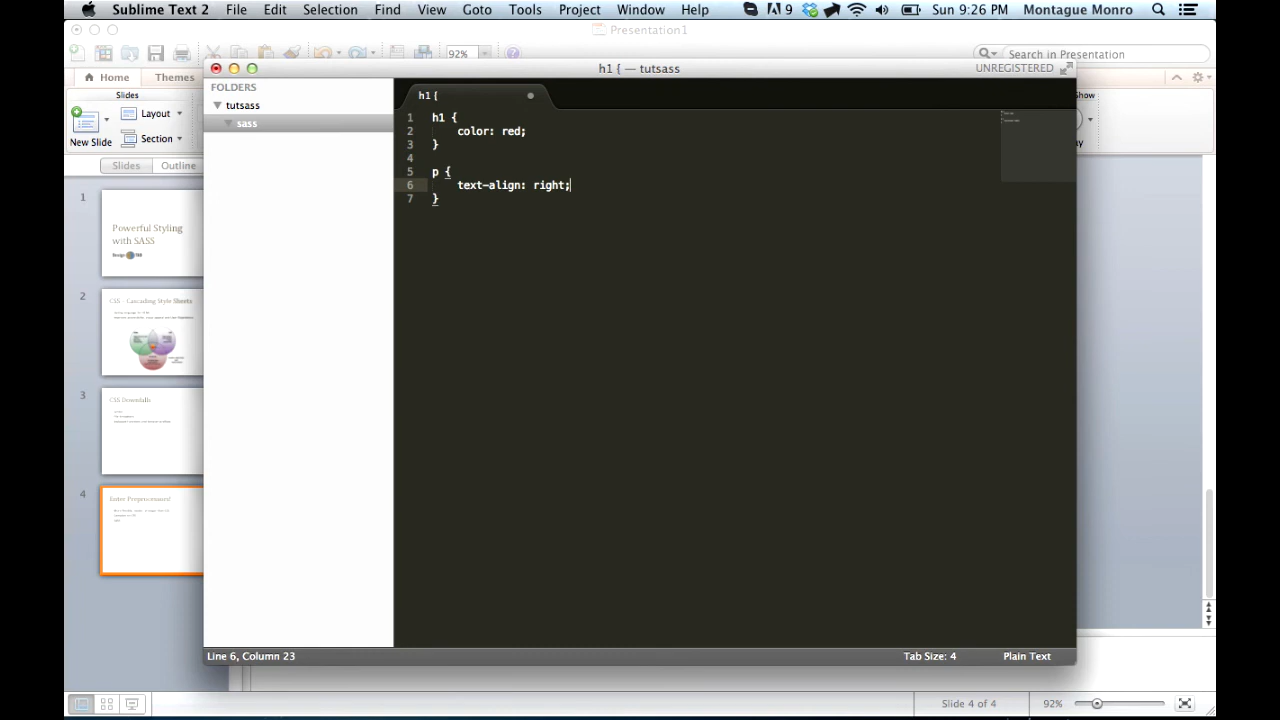 Sublime Text 2 File Edit Selection Find View Goto Tools Project Window Help 9 Sun 9:26 PM Montague Monro
Presentation1
92% Search in Presentation
h1 { — tutsass UNREGISTERED
Home Themes Show
Slides
New Slide Layout
Section
Slides Outline
FOLDERS
tutsass
sass
h1 {
1 h1 {
2 color: red;
3 }
4
5 p {
6 text-align: right;
7 }
1
Powerful Styling
with SASS
2
CSS - Cascading Style Sheets
3
CSS Downfalls
4
Enter Preprocessors!
Line 6, Column 23 Tab Size: 4 Plain Text
Slide 4 of 4 92%